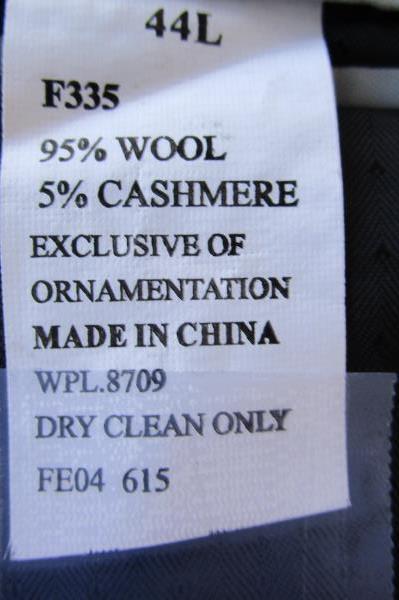 44L
F335
95% WOOL
5% CASHMERE
EXCLUSIVE OF
ORNAMENTATION
MADE IN CHINA
WPL.8709
DRY CLEAN ONLY
FE04 615